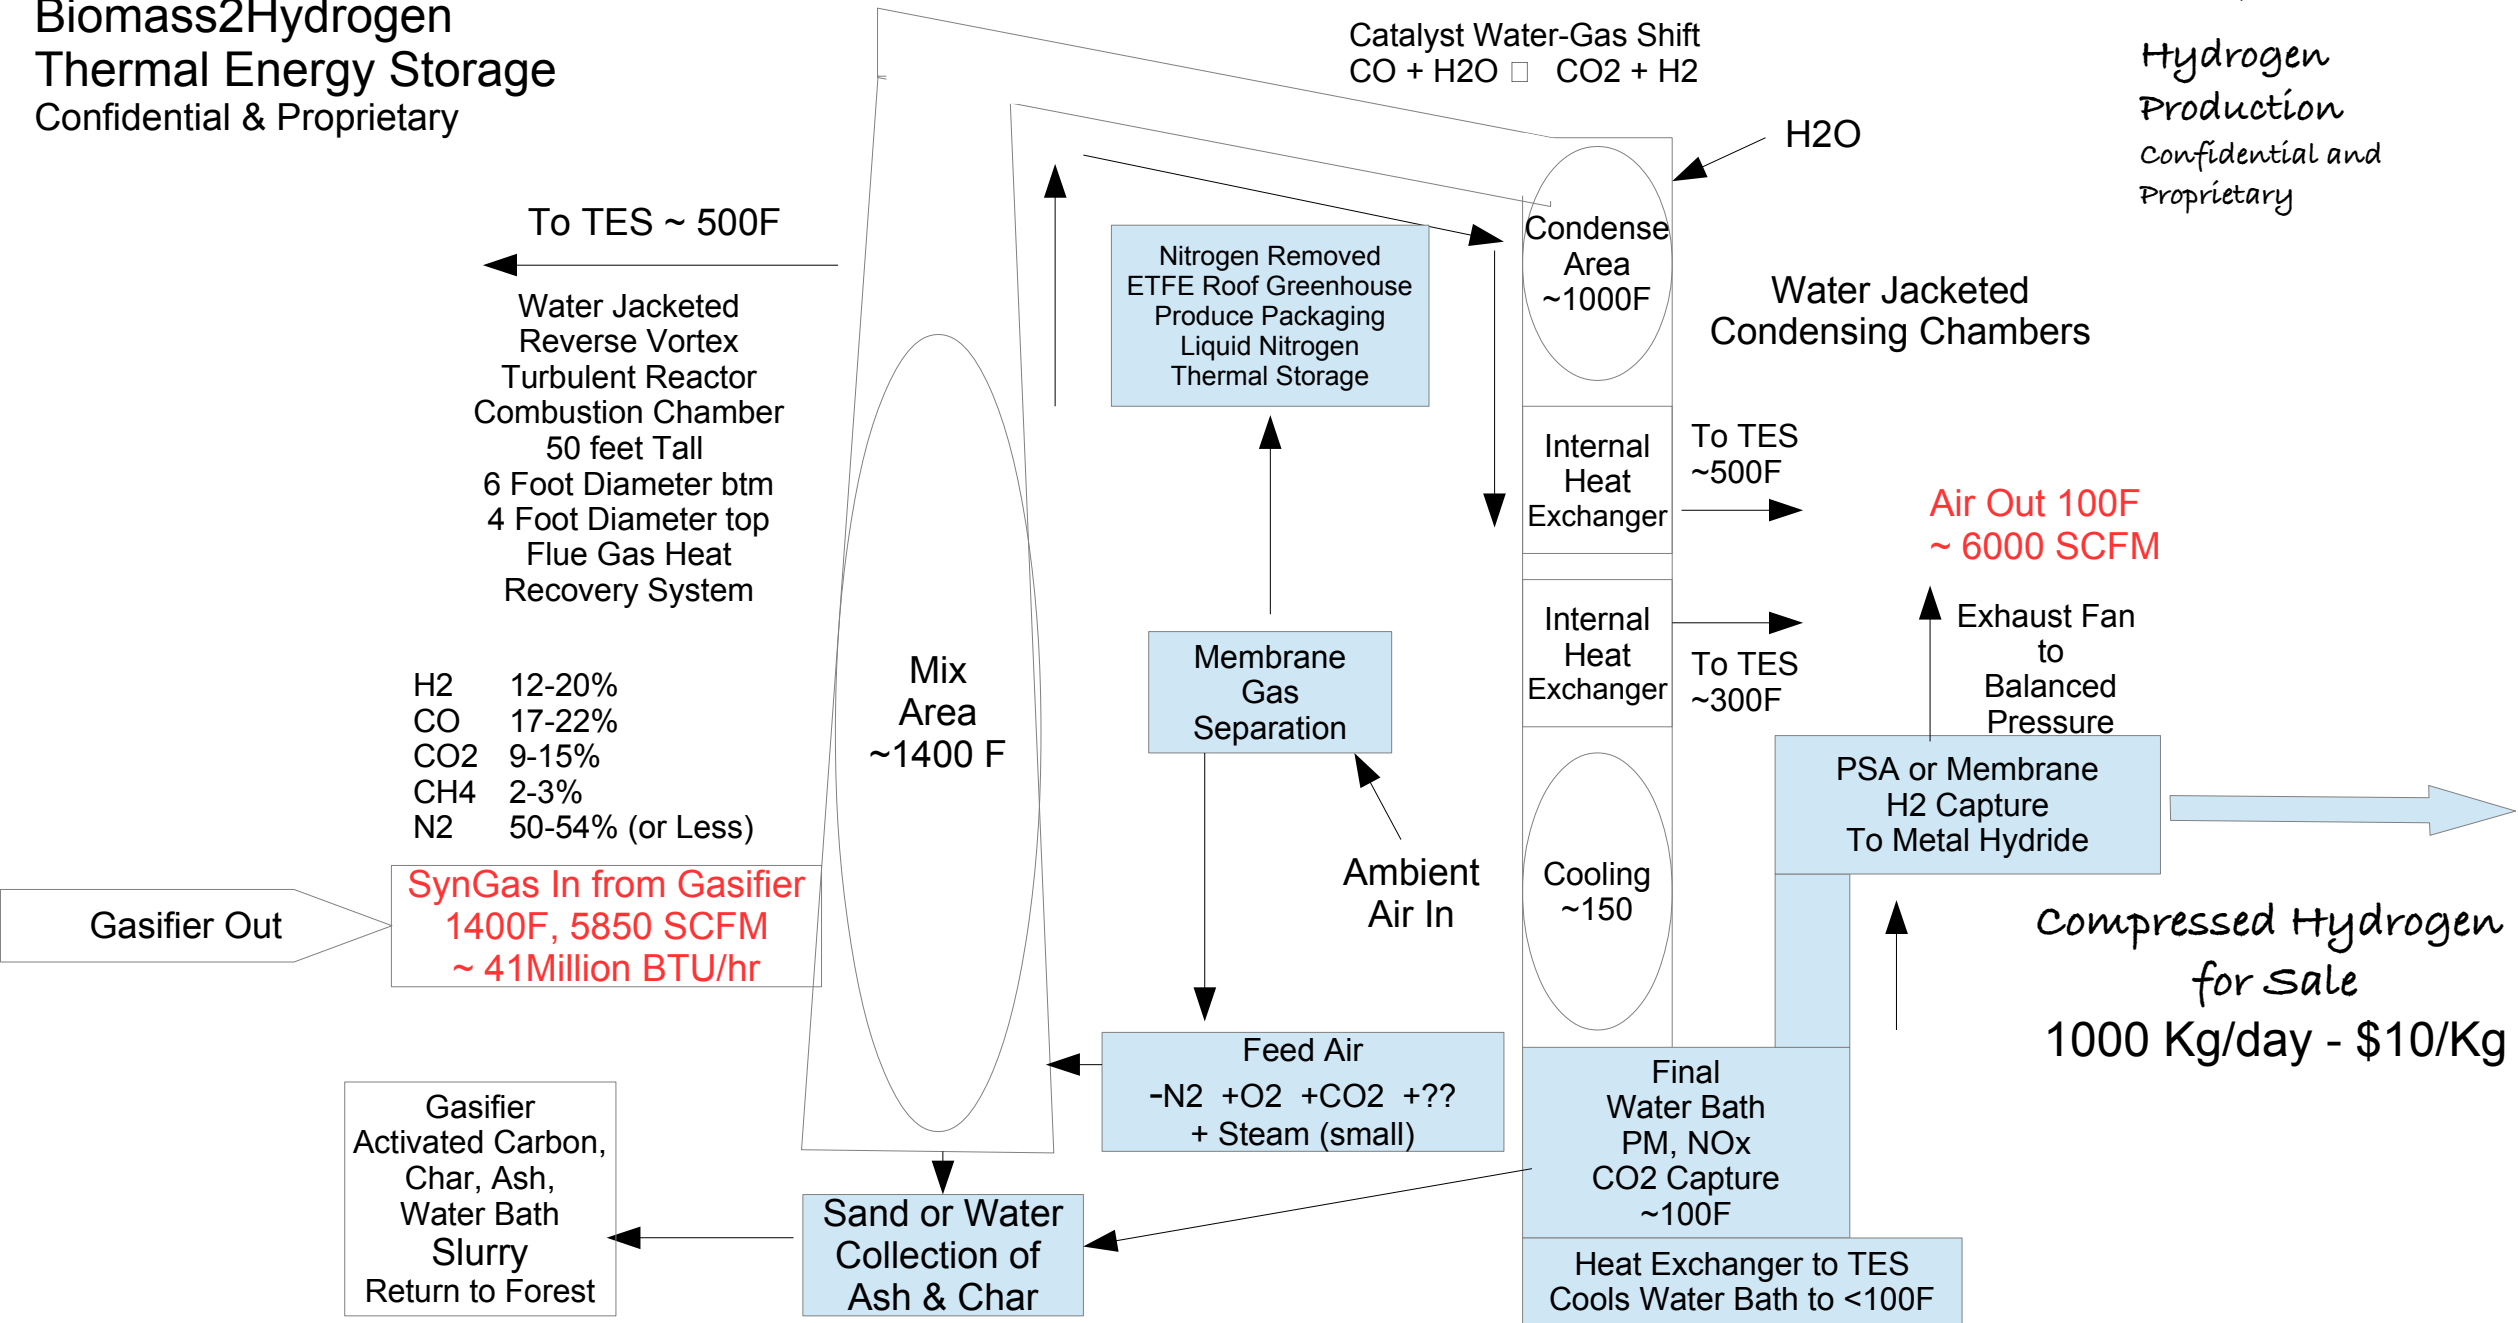 Biomass2Hydrogen
Thermal Energy Storage
Confidential & Proprietary
Catalyst Water-Gas Shift
CO + H2O □ CO2 + H2
Hydrogen
Production
Confidential and
Proprietary
H2O
To TES ~ 500F
Water Jacketed
Reverse Vortex
Turbulent Reactor
Combustion Chamber
50 feet Tall
6 Foot Diameter btm
4 Foot Diameter top
Flue Gas Heat
Recovery System
Nitrogen Removed
ETFE Roof Greenhouse
Produce Packaging
Liquid Nitrogen
Thermal Storage
Condense
Area
~1000F
Water Jacketed
Condensing Chambers
Internal
Heat
Exchanger
To TES
~500F
Air Out 100F
~ 6000 SCFM
Internal
Heat
Exchanger
To TES
~300F
Exhaust Fan
to
Balanced
Pressure
Mix
Area
~1400 F
Membrane
Gas
Separation
H2 12-20%
CO 17-22%
CO2 9-15%
CH4 2-3%
N2 50-54% (or Less)
PSA or Membrane
H2 Capture
To Metal Hydride
Ambient
Air In
Cooling
~150
Gasifier Out
SynGas In from Gasifier
1400F, 5850 SCFM
~ 41Million BTU/hr
Compressed Hydrogen
for Sale
1000 Kg/day - $10/Kg
Feed Air
-N2 +O2 +CO2 +??
+ Steam (small)
Final
Water Bath
PM, NOx
CO2 Capture
~100F
Gasifier
Activated Carbon,
Char, Ash,
Water Bath
Slurry
Return to Forest
Sand or Water
Collection of
Ash & Char
Heat Exchanger to TES
Cools Water Bath to <100F